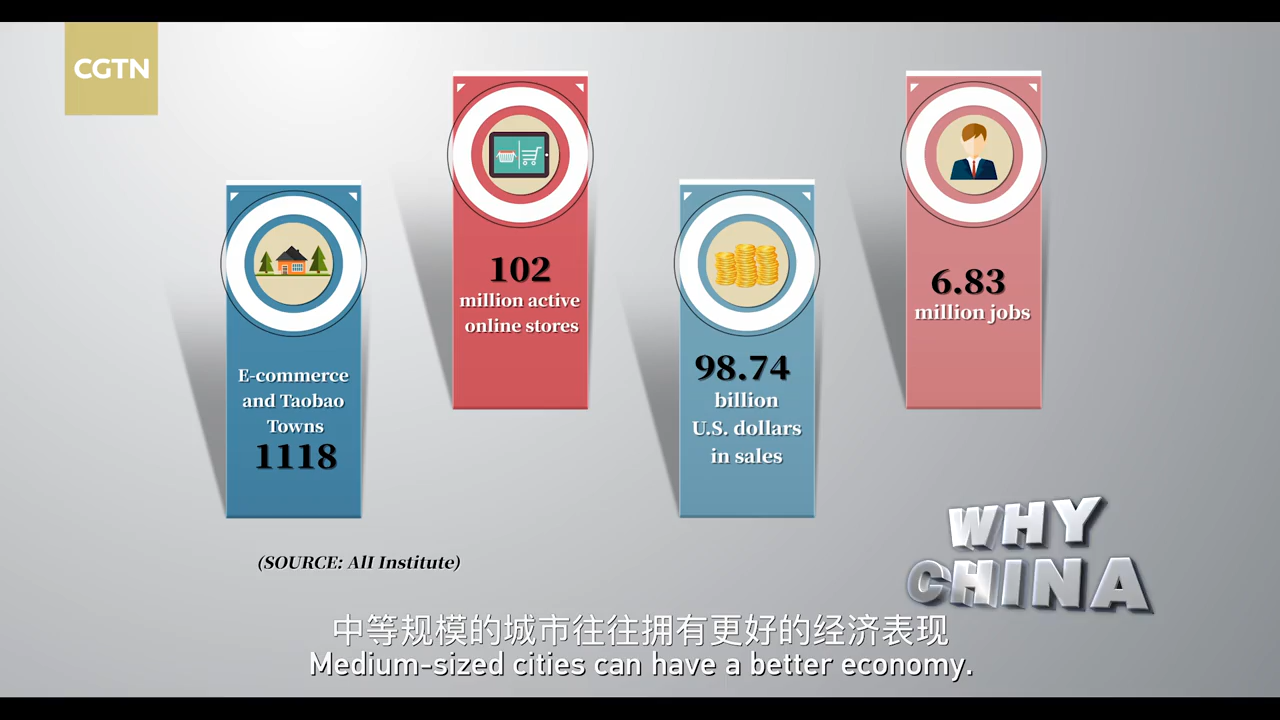 CGTN
E-commerce
and Taobao
Towns
1118
102
million active
online stores
98.74
billion
U.S. dollars
in sales
6.83
million jobs
(SOURCE: AlI Institute)
WHY
CHINA
中等规模的城市往往拥有更好的经济表现
Medium-sized cities can have a better economy.